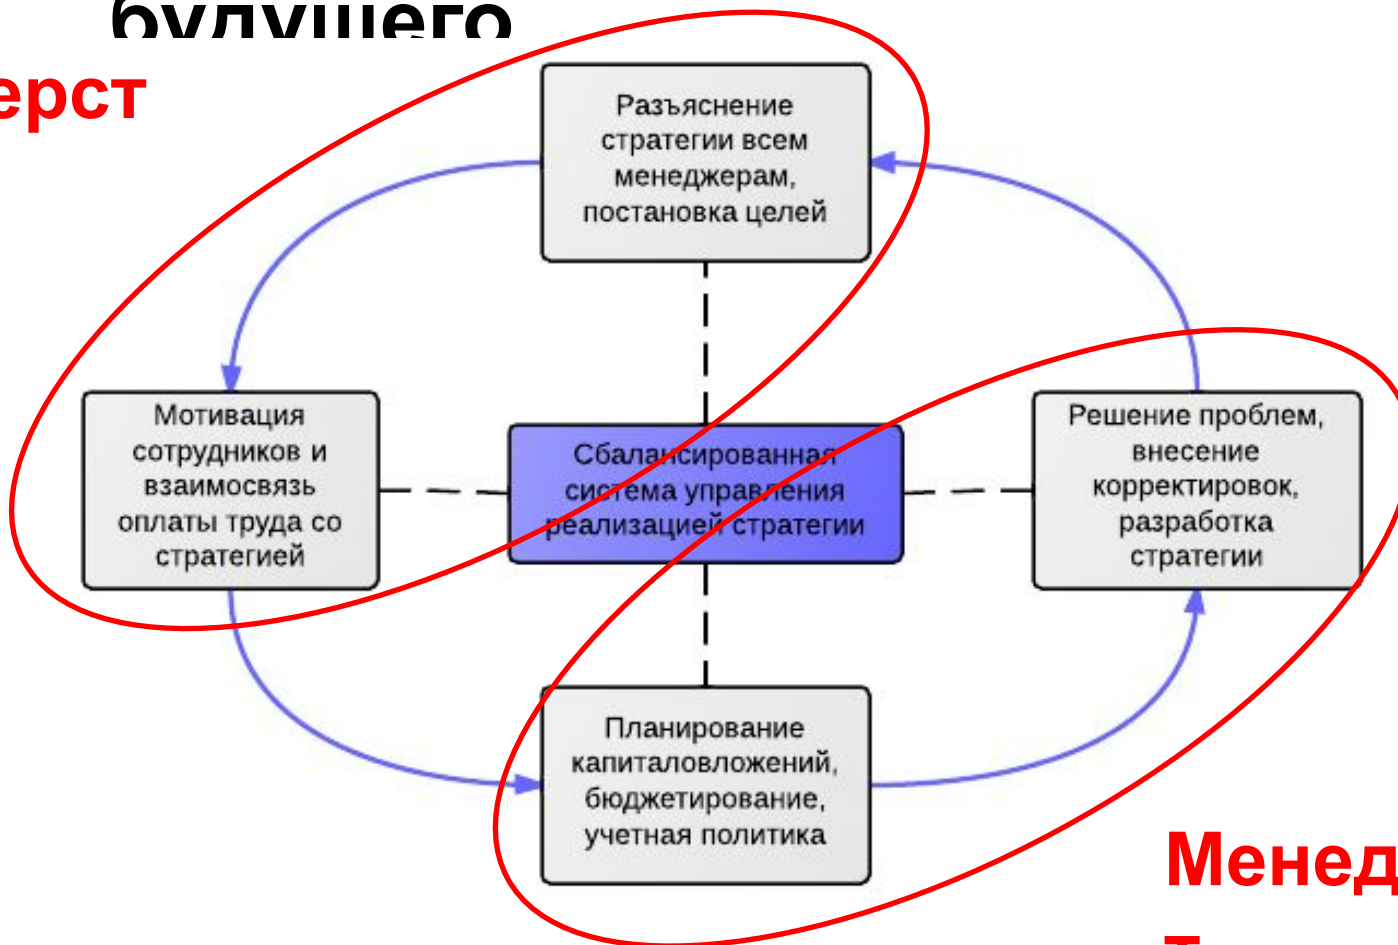 будущего
ерст
Разъяснение
стратегии всем
менеджерам,
постановка целей
Мотивация
сотрудников и
взаимосвязь
оплаты труда со
стратегией
Сбалансированная
система управления
реализацией стратегии
Решение проблем,
внесение
корректировок,
разработка
стратегии
Планирование
капиталовложений,
бюджетирование,
учетная политика
Менед